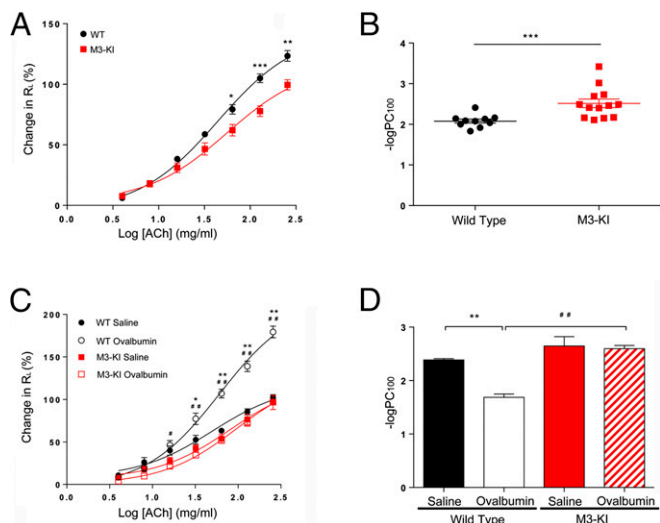 A
150
100
50
0
Change in RL (%)
WT
M3-KI
*
***
**
0.0 0.5 1.0 1.5 2.0 2.5
Log [ACh] (mg/ml)
B
-4
-3
-2
-1
0
-logPC100
***
Wild Type M3-KI
C
200
150
100
50
0
Change in RL (%)
WT Saline
WT Ovalbumin
M3-KI Saline
M3-KI Ovalbumin
#
*
##
**
##
**
##
**
##
0.0 0.5 1.0 1.5 2.0 2.5
Log [ACh] (mg/ml)
D
-3
-2
-1
0
-logPC100
** ##
Saline Ovalbumin Saline Ovalbumin
Wild Type M3-KI